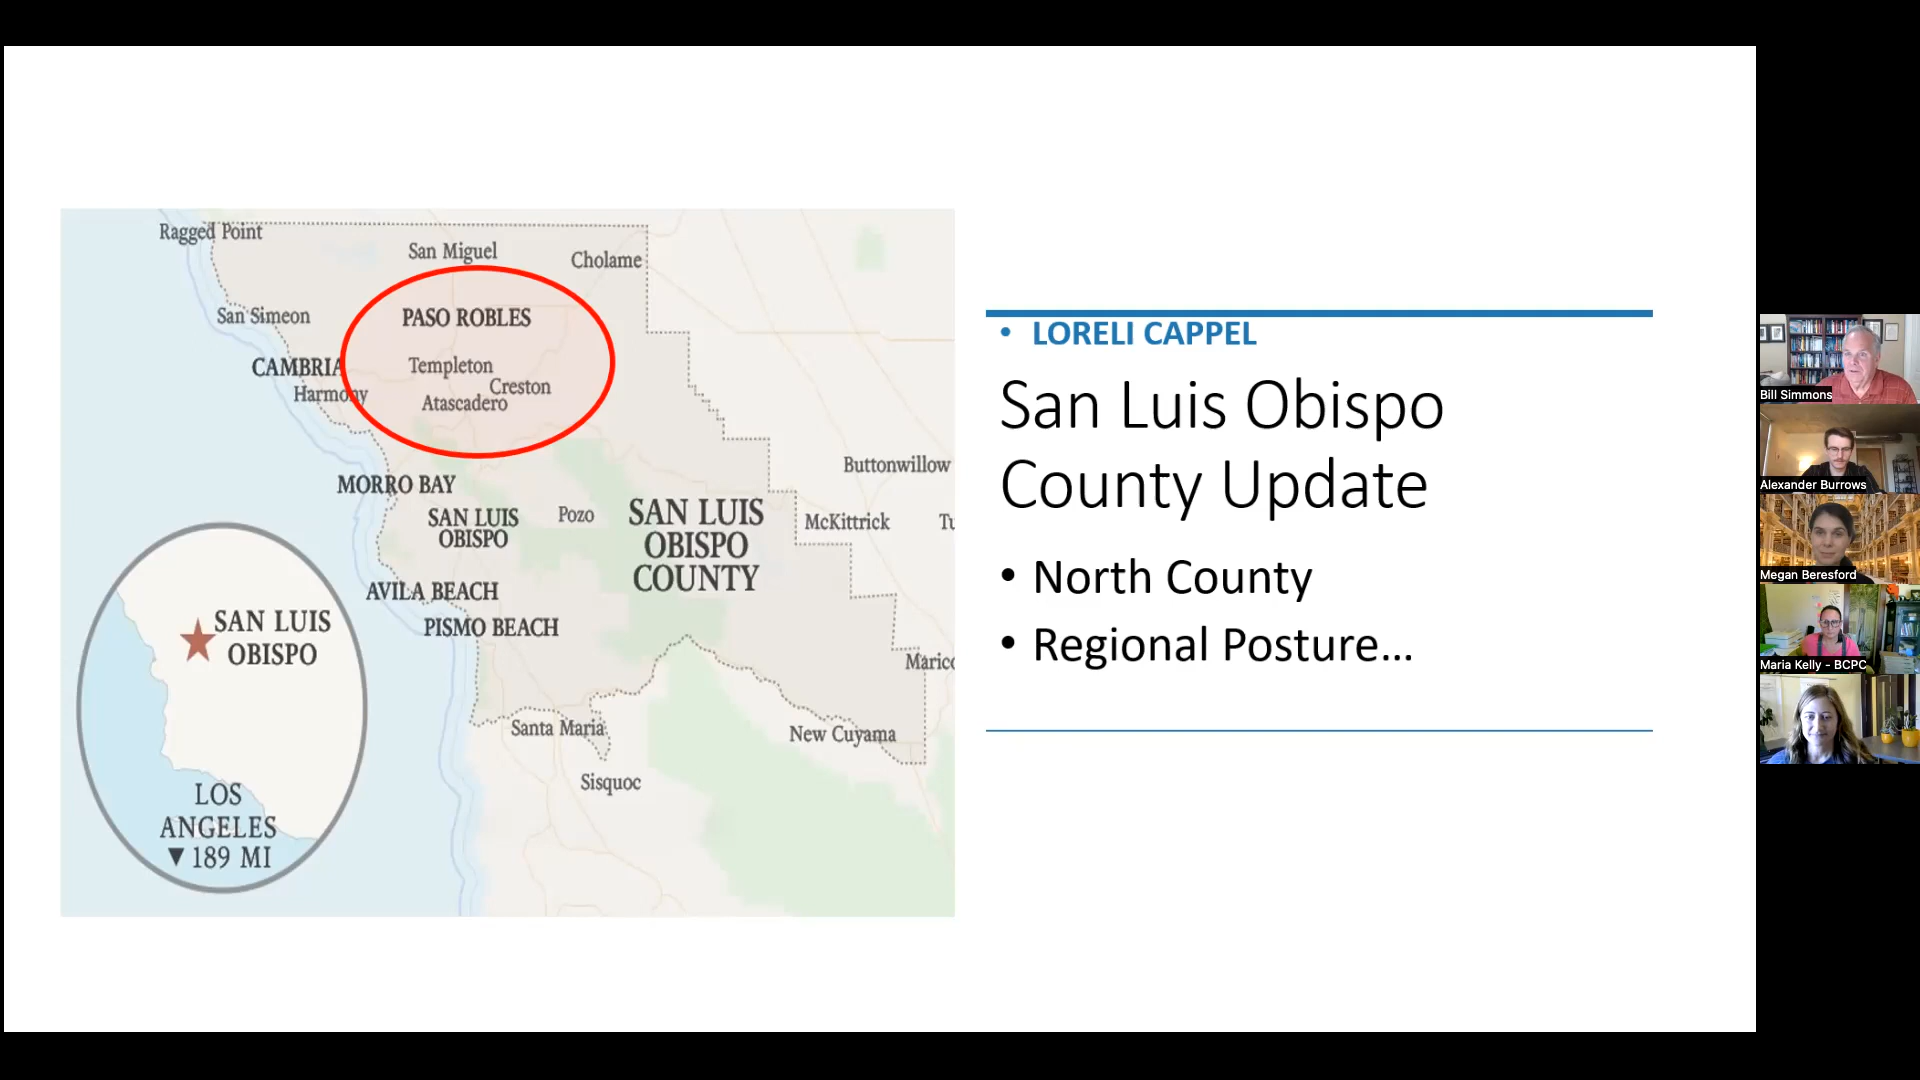 Ragged Point
San Miguel
Cholame
San Simeon
PASO ROBLES
CAMBRIA
Templeton
Harmony
Creston
Atascadero
MORRO BAY
Buttonwillow
SAN LUIS
OBISPO
Pozo
SAN LUIS
OBISPO
COUNTY
McKittrick
Tu
AVILA BEACH
PISMO BEACH
Marico
Santa Maria
New Cuyama
Sisquoc
SAN LUIS
OBISPO
LOS
ANGELES
▼ 189 MI
• LORELI CAPPEL
San Luis Obispo
County Update
• North County
• Regional Posture...
Bill Simmons
Alexander Burrows
Megan Beresford
Maria Kelly - BCPC